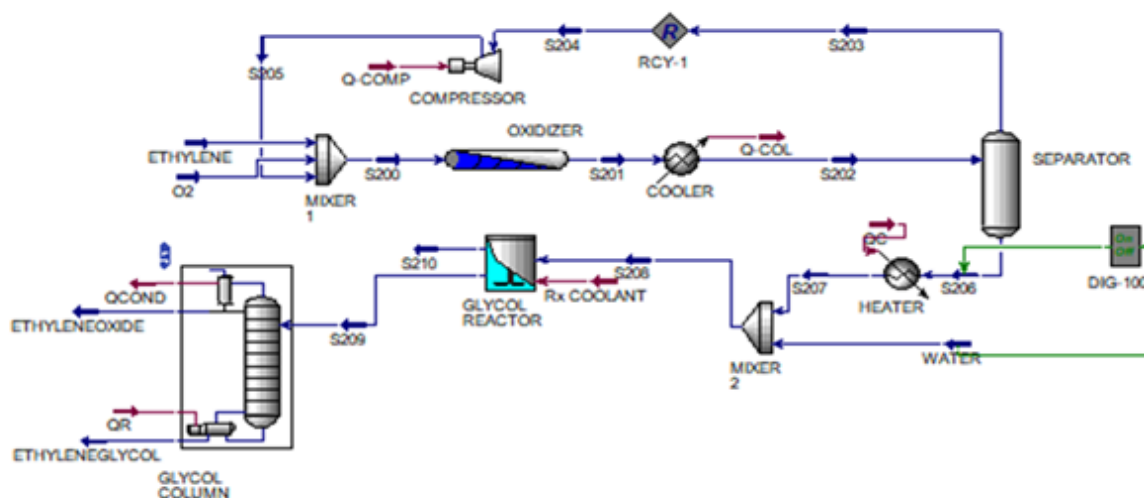 S204
S203
R
RCY-1
S205
Q-COMP
COMPRESSOR
OXIDIZER
ETHYLENE
O2
S200
MIXER
1
S201
COOLER
Q-COL
S202
SEPARATOR
QC
On
Off
DIG-100
S210
S208
S207
S206
HEATER
GLYCOL
REACTOR
Rx COOLANT
QCOND
ETHYLENEOXIDE
S209
MIXER
2
WATER
QR
ETHYLENEGLYCOL
GLYCOL
COLUMN